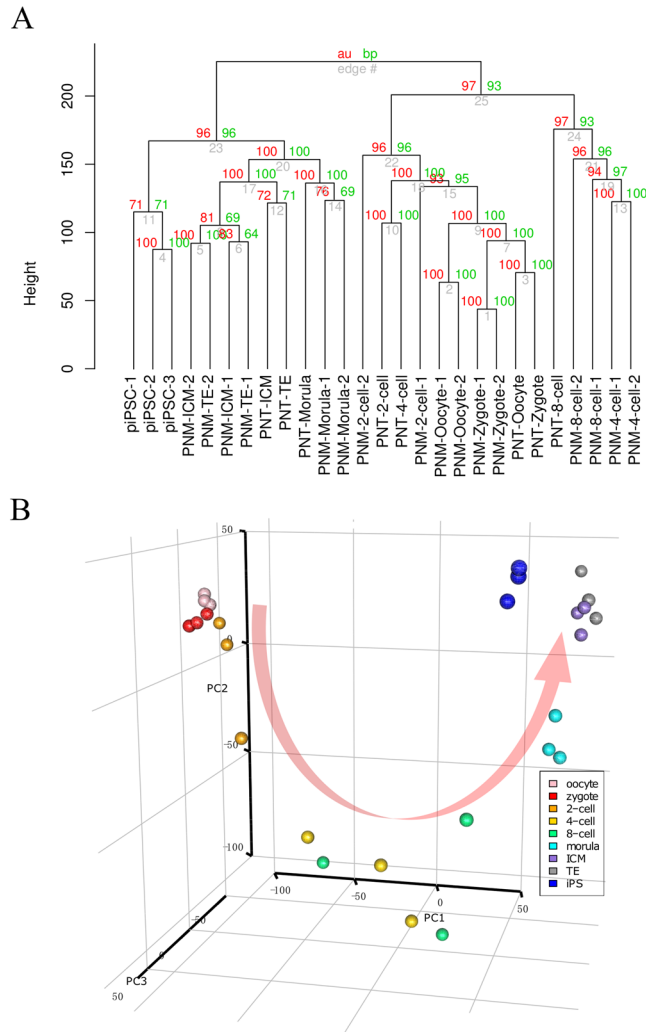 A
au bp
edge #
97 93
25
97 93
24
96 96
23
96 96
22
96 96
21
100 100
20
94 97
19
100 100
18
100 100
17
100 100
93 95
15
76 69
14
100 100
13
72 71
12
71 71
11
100 100
10
100 100
9
81 69
100 100
7
83 64
6
100 100
5
100 100
4
100 100
3
100 100
2
100 100
1
Height
200
150
100
50
0
piPSC-1
piPSC-2
piPSC-3
PNM-ICM-2
PNM-TE-2
PNM-ICM-1
PNM-TE-1
PNT-ICM
PNT-TE
PNT-Morula
PNM-Morula-1
PNM-Morula-2
PNM-2-cell-2
PNT-2-cell
PNT-4-cell
PNM-2-cell-1
PNM-Oocyte-1
PNM-Oocyte-2
PNM-Zygote-1
PNM-Zygote-2
PNT-Oocyte
PNT-Zygote
PNT-8-cell
PNM-8-cell-2
PNM-8-cell-1
PNM-4-cell-1
PNM-4-cell-2
B
50
0
PC2
-50
-100
-100
-50
0
50
PC1
-50
0
PC3
50
oocyte
zygote
2-cell
4-cell
8-cell
morula
ICM
TE
iPS